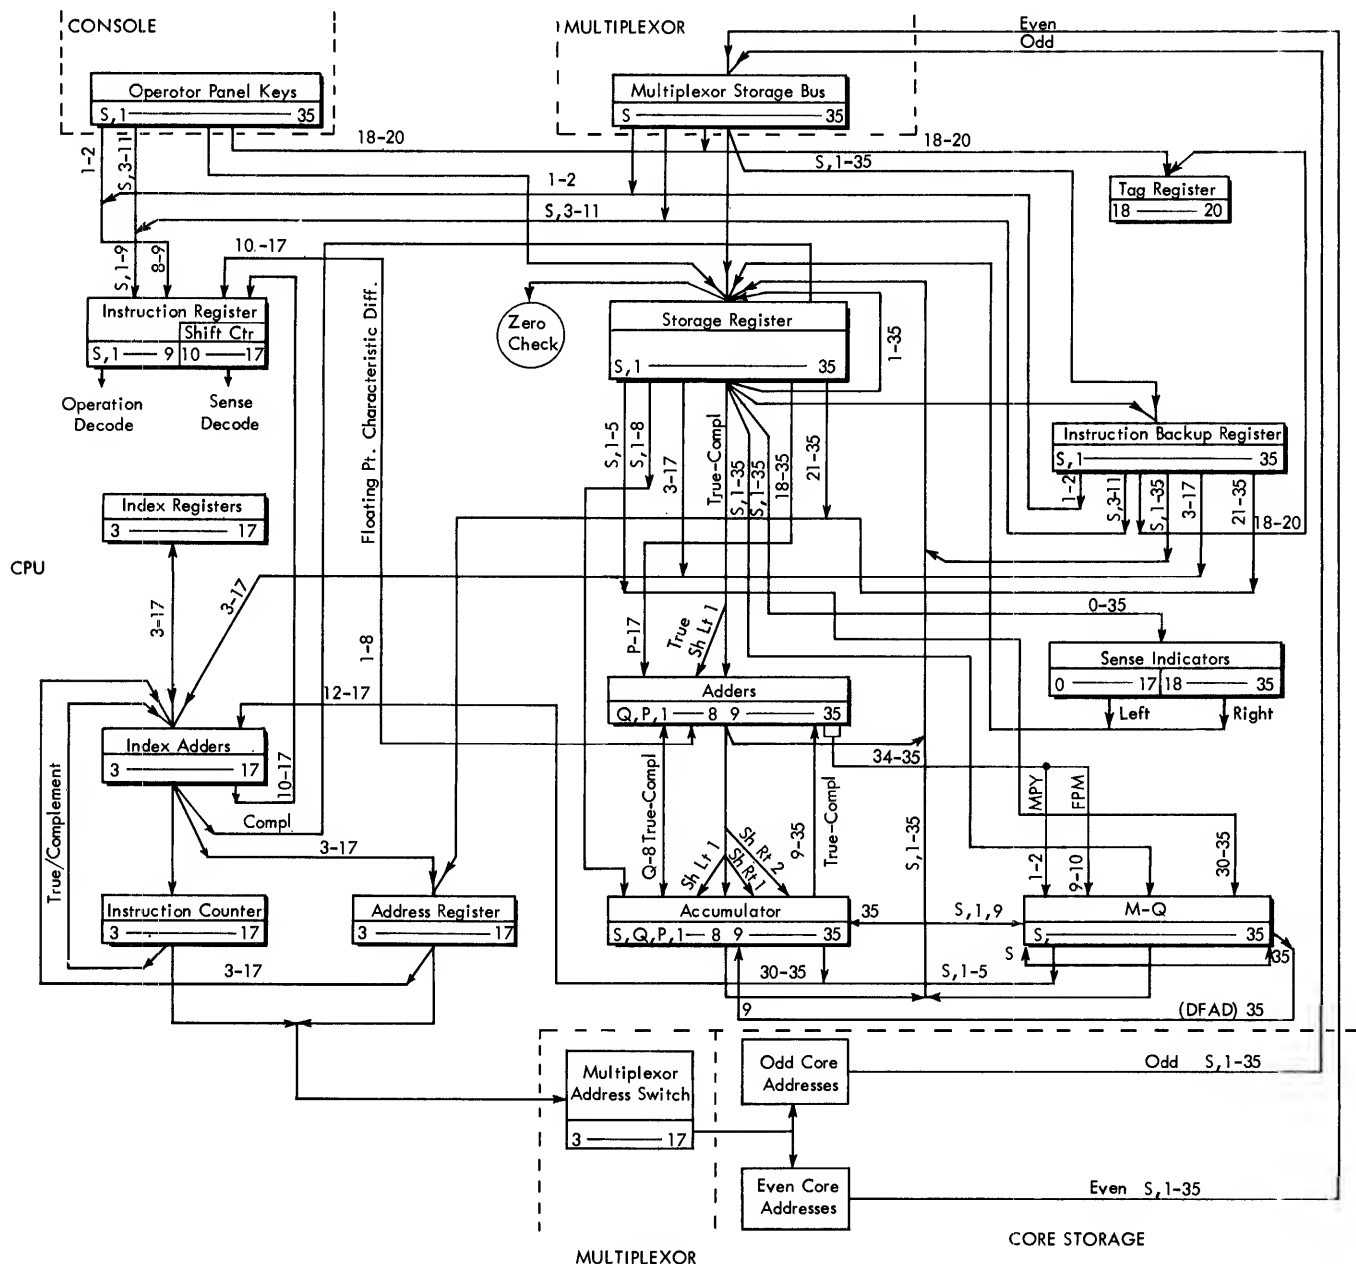 CONSOLE
MULTIPLEXOR
Even
Odd
Operotor Panel Keys
S,1 35
Multiplexor Storage Bus
S 35
1-2
S,3-11
18-20
S,1-35
18-20
1-2
Tag Register
18 20
S,3-11
S,1-9
8-9
10.-17
Instruction Register
Shift Ctr
S,1 9 10 17
Operation
Decode
Sense
Decode
Zero
Check
Storage Register
S,1 35
1-35
Floating Pt. Characteristic Diff.
S,1-5
S,1-8
3-17
True-Compl
S,1-35
S,1-35
18-35
21-35
Instruction Backup Register
S,1 35
1-2
S,3-11
S,1-35
3-17
21-35
18-20
Index Registers
3 17
CPU
3-17
3-17
1-8
P-17
True
Sh Lt 1
0-35
Sense Indicators
0 17 18 35
Left
Right
12-17
Adders
Q,P,1 8 9 35
34-35
Index Adders
3 17
10-17
True/Complement
Compl
3-17
Q-8 True-Compl
Sh Lt 1
Sh Rt 1
Sh Rt 2
9-35
True-Compl
S,1-35
MPY
FPM
1-2
9-10
30-35
Instruction Counter
3 17
Address Register
3 17
Accumulator
S,Q,P,1 8 9 35
35
S,1,9
M-Q
S, 35
S
35
3-17
30-35
S,1-5
9
(DFAD) 35
Multiplexor
Address Switch
3 17
Odd Core
Addresses
Odd S,1-35
Even Core
Addresses
Even S,1-35
MULTIPLEXOR
CORE STORAGE